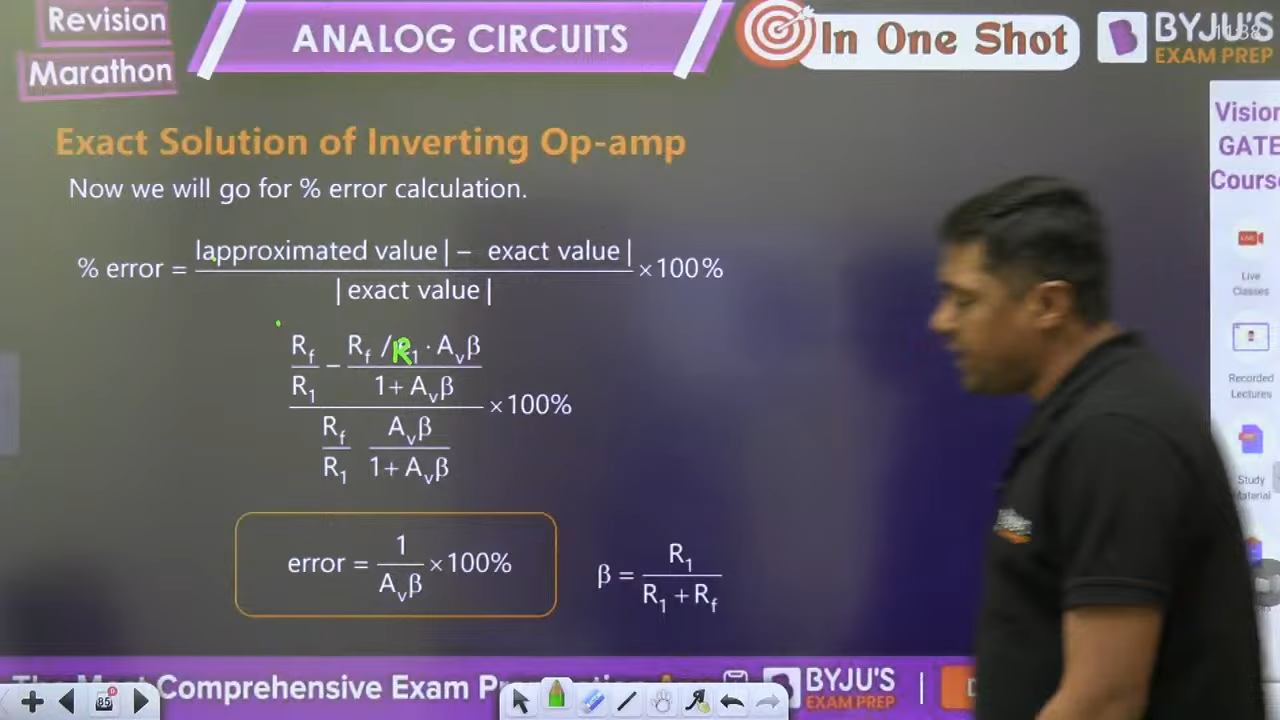 Revision
Marathon
ANALOG CIRCUITS
In One Shot
BYJU'S
EXAM PREP
Exact Solution of Inverting Op-amp
Now we will go for % error calculation.
% error = |approximated value| − exact value| / |exact value| ×100%
R_f/R_1 − (R_f /R_1 · A_vβ)/(1+ A_vβ)
R_f/R_1 A_vβ/(1+ A_vβ) ×100%
error = 1/(A_vβ) ×100%
β = R_1/(R_1 + R_f)
Vision
GATE
Course
LIVE
Live
Classes
Recorded
Lectures
Study
Material
Comprehensive Exam
BYJU'S
EXAM PREP
85